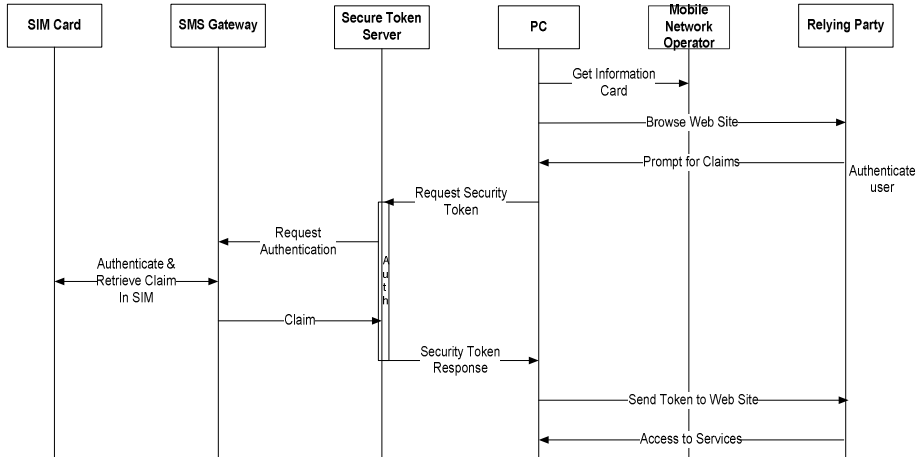 SIM Card
SMS Gateway
Secure Token
Server
PC
Mobile
Network
Operator
Relying Party
Get Information
Card
Browse Web Site
Prompt for Claims
Authenticate
user
Request Security
Token
Request
Authentication
Auth
Authenticate &
Retrieve Claim
In SIM
Claim
Security Token
Response
Send Token to Web Site
Access to Services